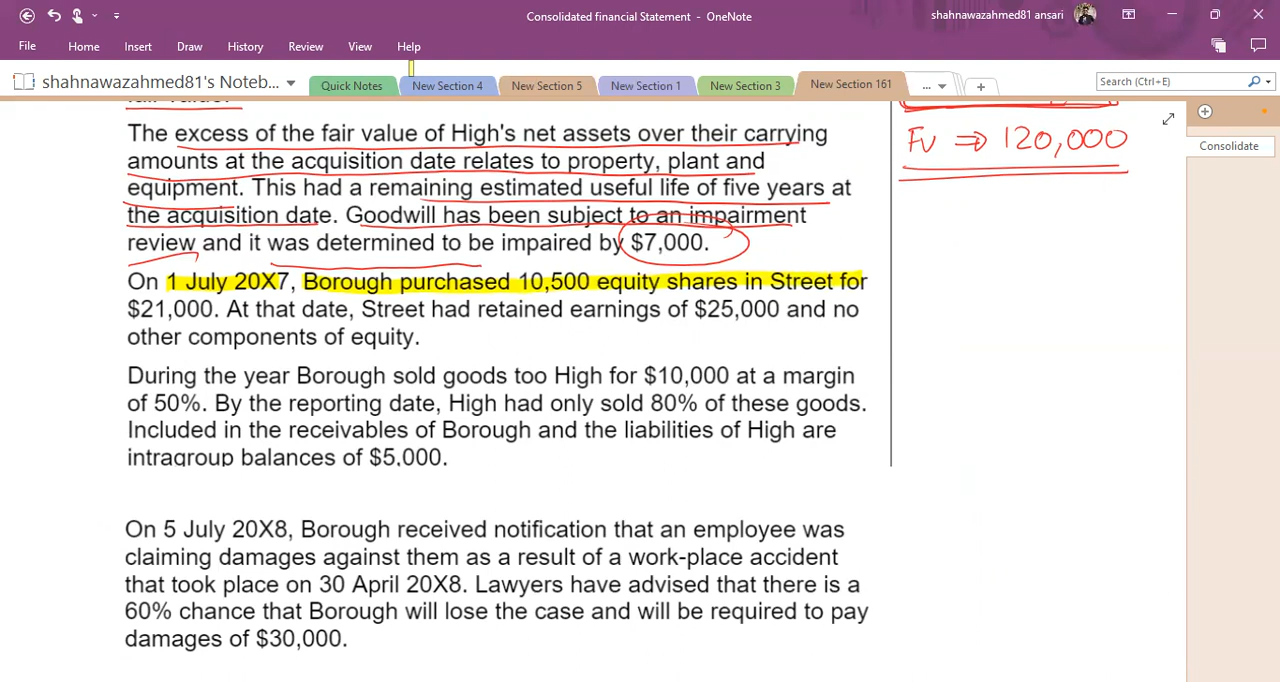 Consolidated financial Statement - OneNote
shahnawazahmed81 ansari
File Home Insert Draw History Review View Help
shahnawazahmed81's Noteb...
Quick Notes
New Section 4
New Section 5
New Section 1
New Section 3
New Section 161
...
Search (Ctrl+E)
The excess of the fair value of High's net assets over their carrying
amounts at the acquisition date relates to property, plant and
equipment. This had a remaining estimated useful life of five years at
the acquisition date. Goodwill has been subject to an impairment
review and it was determined to be impaired by $7,000.
On 1 July 20X7, Borough purchased 10,500 equity shares in Street for
$21,000. At that date, Street had retained earnings of $25,000 and no
other components of equity.
During the year Borough sold goods too High for $10,000 at a margin
of 50%. By the reporting date, High had only sold 80% of these goods.
Included in the receivables of Borough and the liabilities of High are
intragroup balances of $5,000.
On 5 July 20X8, Borough received notification that an employee was
claiming damages against them as a result of a work-place accident
that took place on 30 April 20X8. Lawyers have advised that there is a
60% chance that Borough will lose the case and will be required to pay
damages of $30,000.
FV ⇒ 120,000
Consolidate